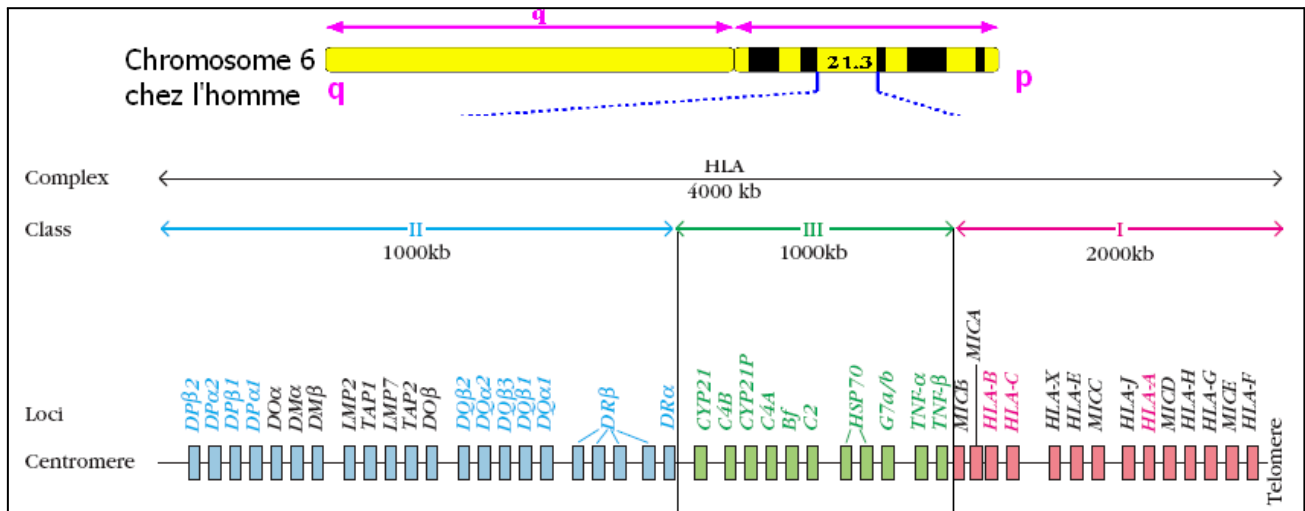 q
Chromosome 6
chez l'homme
21.3
q
p
Complex
HLA
4000 kb
Class
II
III
I
1000kb
1000kb
2000kb
Loci
DPβ2 DPα2 DPβ1 DPα1 DOα DMα DMβ LMP2 TAP1 LMP7 TAP2 DOβ DQβ2 DQα2 DQβ3 DQβ1 DQα1 DRβ DRα CYP21 C4B CYP21P C4A Bf C2 HSP70 G7a/b TNF-α TNF-β MICB MICA HLA-B HLA-C HLA-X HLA-E MICC HLA-J HLA-A MICD HLA-H HLA-G MICE HLA-F
Centromere
Telomere